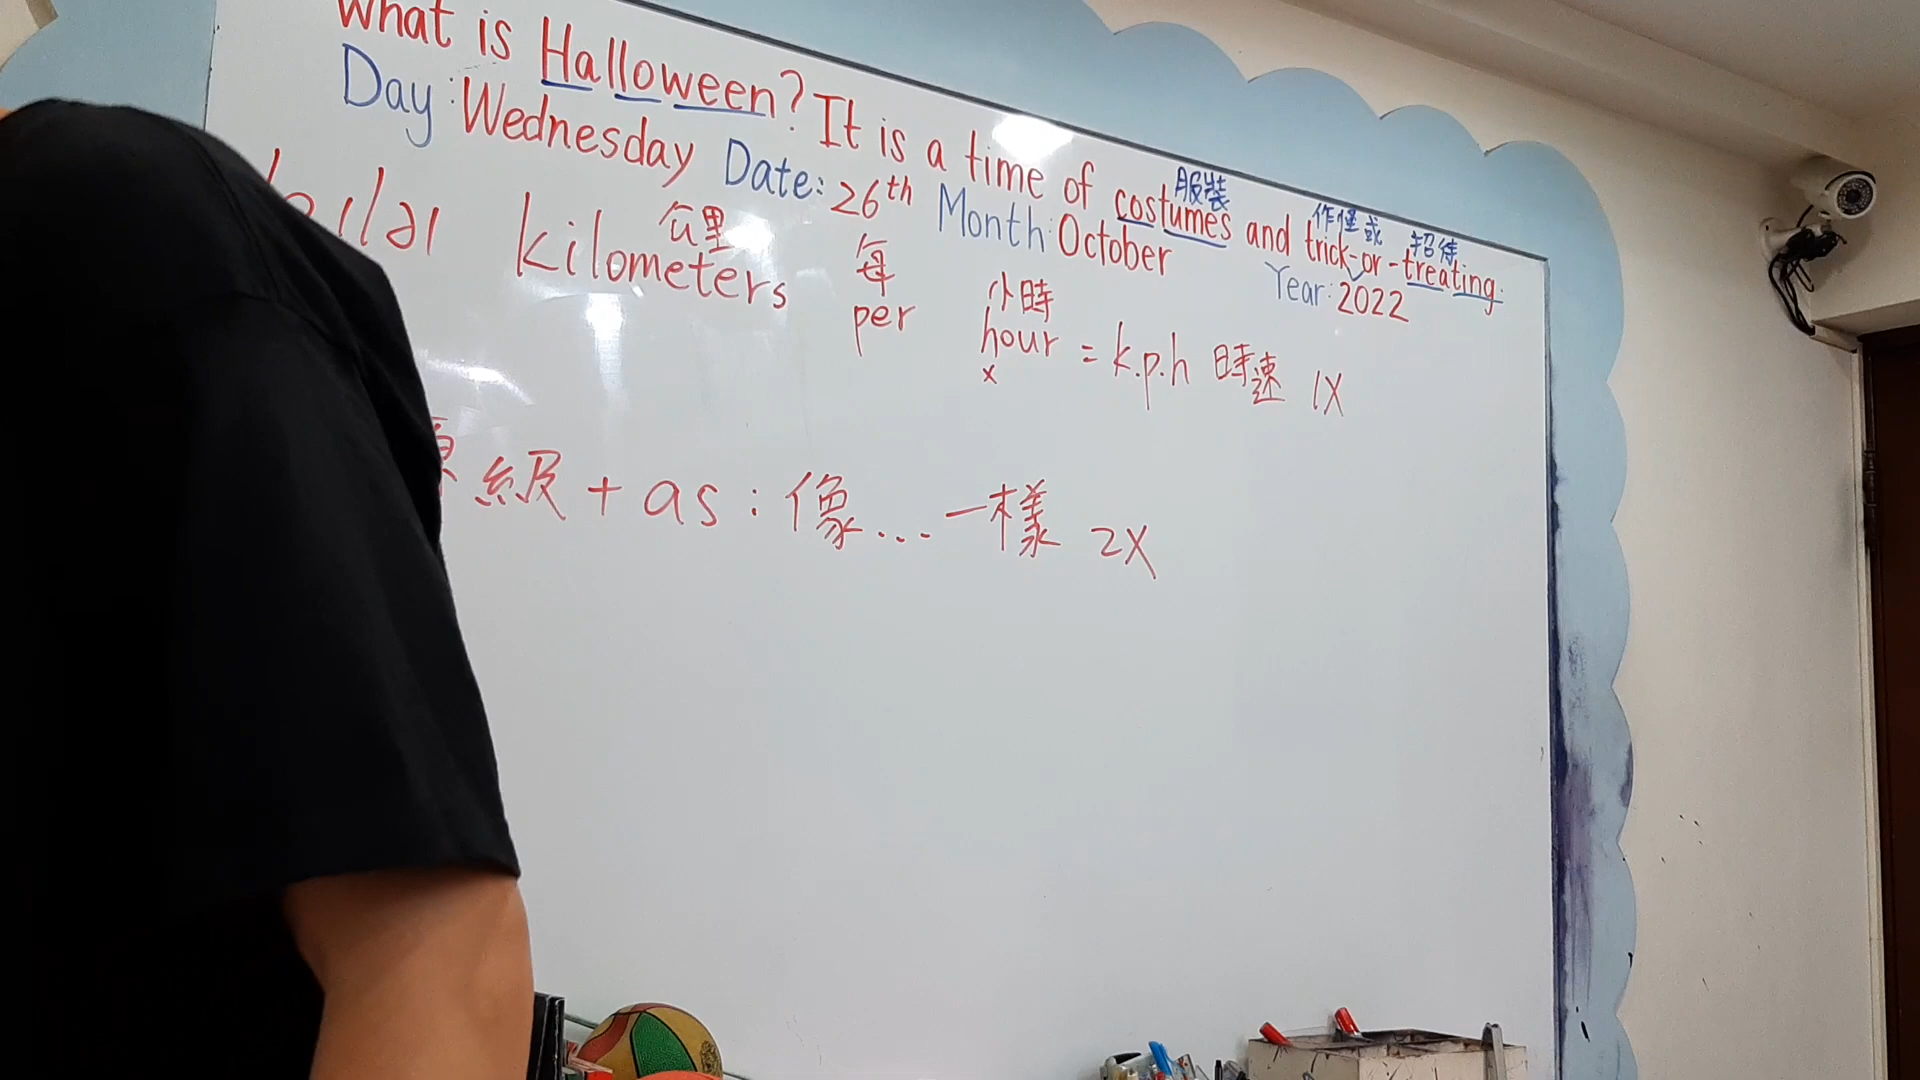 What is Halloween? It is a time of costumes and trick-or-treating.
服裝 作怪或 招待
Day: Wednesday Date: 26th Month: October Year: 2022
公里 每 小時
kilometers per hour = k.p.h 時速 1X
x
級 + as : 像... 一樣 2X